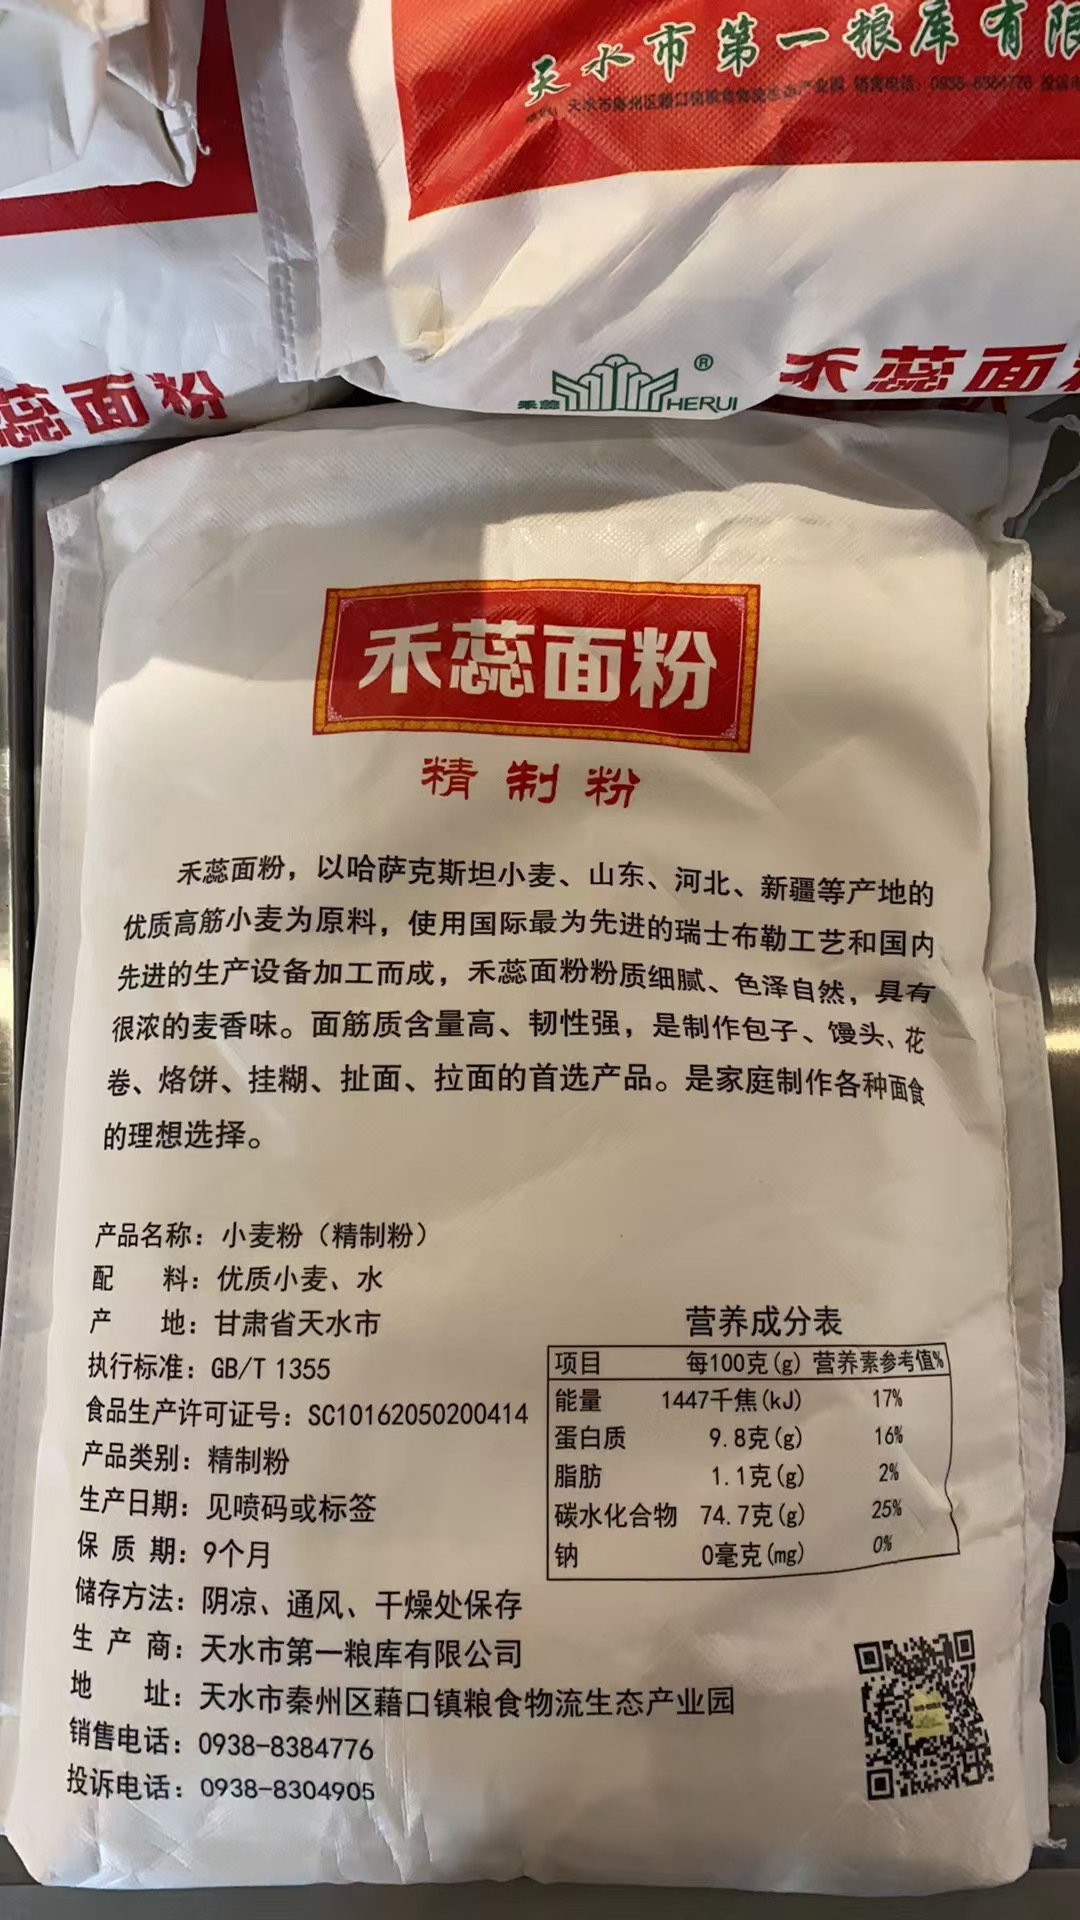 天水市第一粮库有限
蕊面粉
禾蕊
HERUI
®
禾蕊面
禾蕊面粉
精制粉
禾蕊面粉，以哈萨克斯坦小麦、山东、河北、新疆等产地的
优质高筋小麦为原料，使用国际最为先进的瑞士布勒工艺和国内
先进的生产设备加工而成，禾蕊面粉粉质细腻、色泽自然，具有
很浓的麦香味。面筋质含量高、韧性强，是制作包子、馒头、花
卷、烙饼、挂糊、扯面、拉面的首选产品。是家庭制作各种面食
的理想选择。
产品名称：小麦粉（精制粉）
配 料：优质小麦、水
产 地：甘肃省天水市
执行标准：GB/T 1355
食品生产许可证号：SC10162050200414
产品类别：精制粉
生产日期：见喷码或标签
保 质 期：9个月
储存方法：阴凉、通风、干燥处保存
生 产 商：天水市第一粮库有限公司
地 址：天水市秦州区藉口镇粮食物流生态产业园
销售电话：0938-8384776
投诉电话：0938-8304905
营养成分表
项目 每100克(g) 营养素参考值%
能量 1447千焦(kJ) 17%
蛋白质 9.8克(g) 16%
脂肪 1.1克(g) 2%
碳水化合物 74.7克(g) 25%
钠 0毫克(mg) 0%